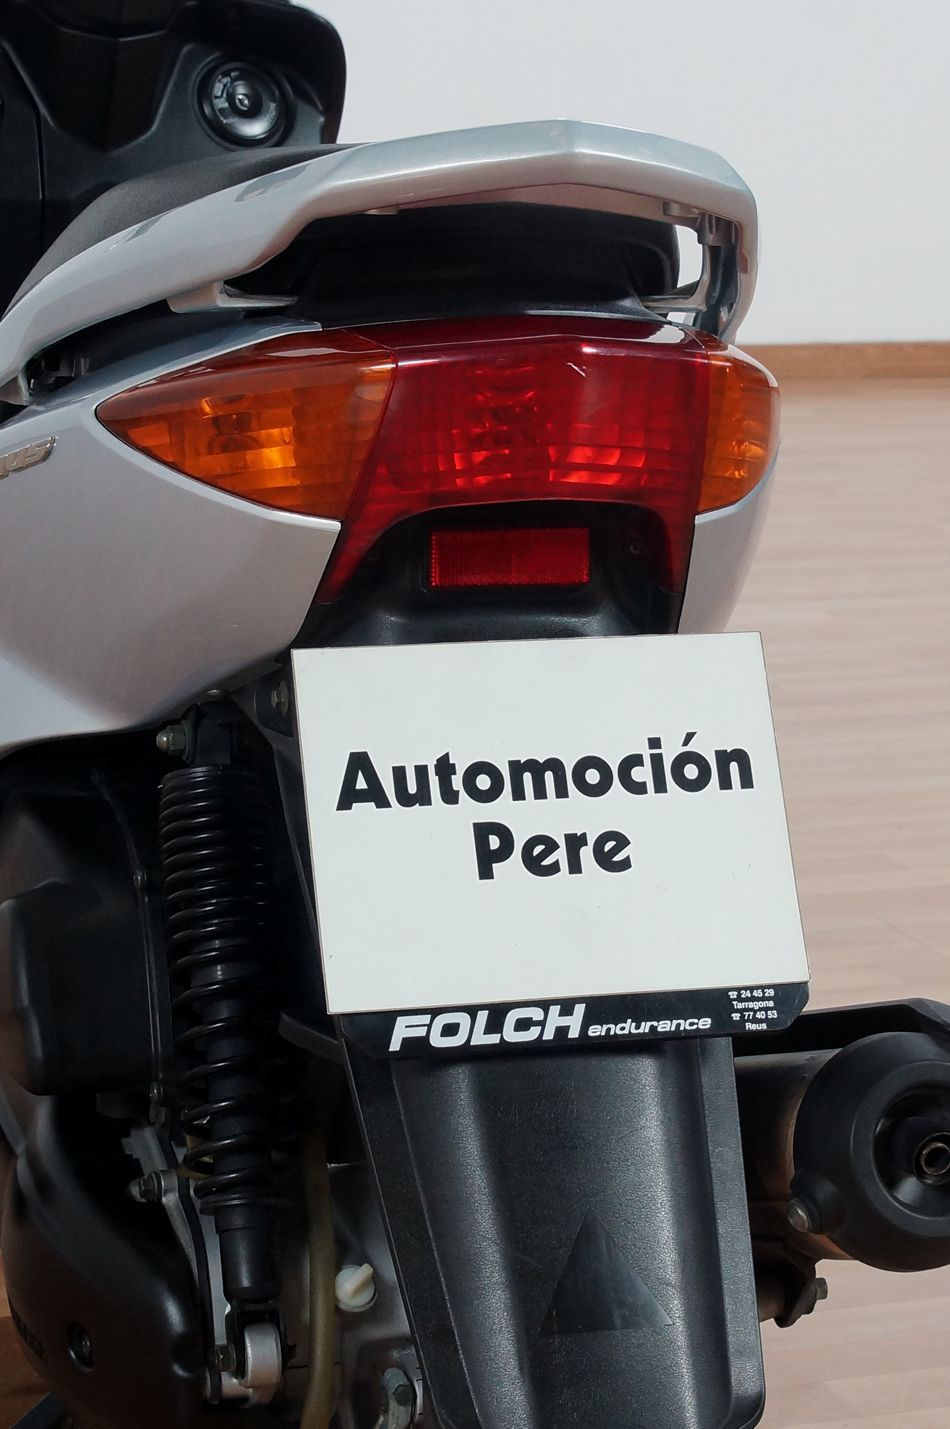 Automoción
Pere
FOLCH endurance
☎ 24 45 29
Tarragona
☎ 77 40 53
Reus